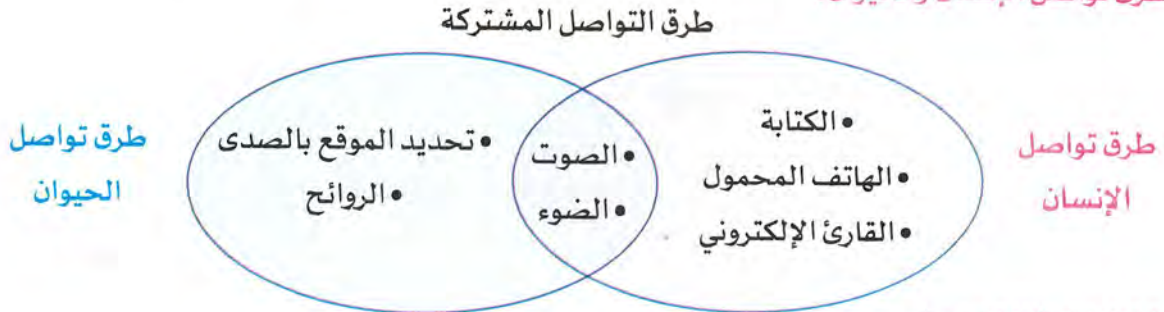 طرق التواصل المشتركة
طرق تواصل
الإنسان
• الكتابة
• الهاتف المحمول
• القارئ الإلكتروني
• الصوت
• الضوء
• تحديد الموقع بالصدى
• الروائح
طرق تواصل
الحيوان